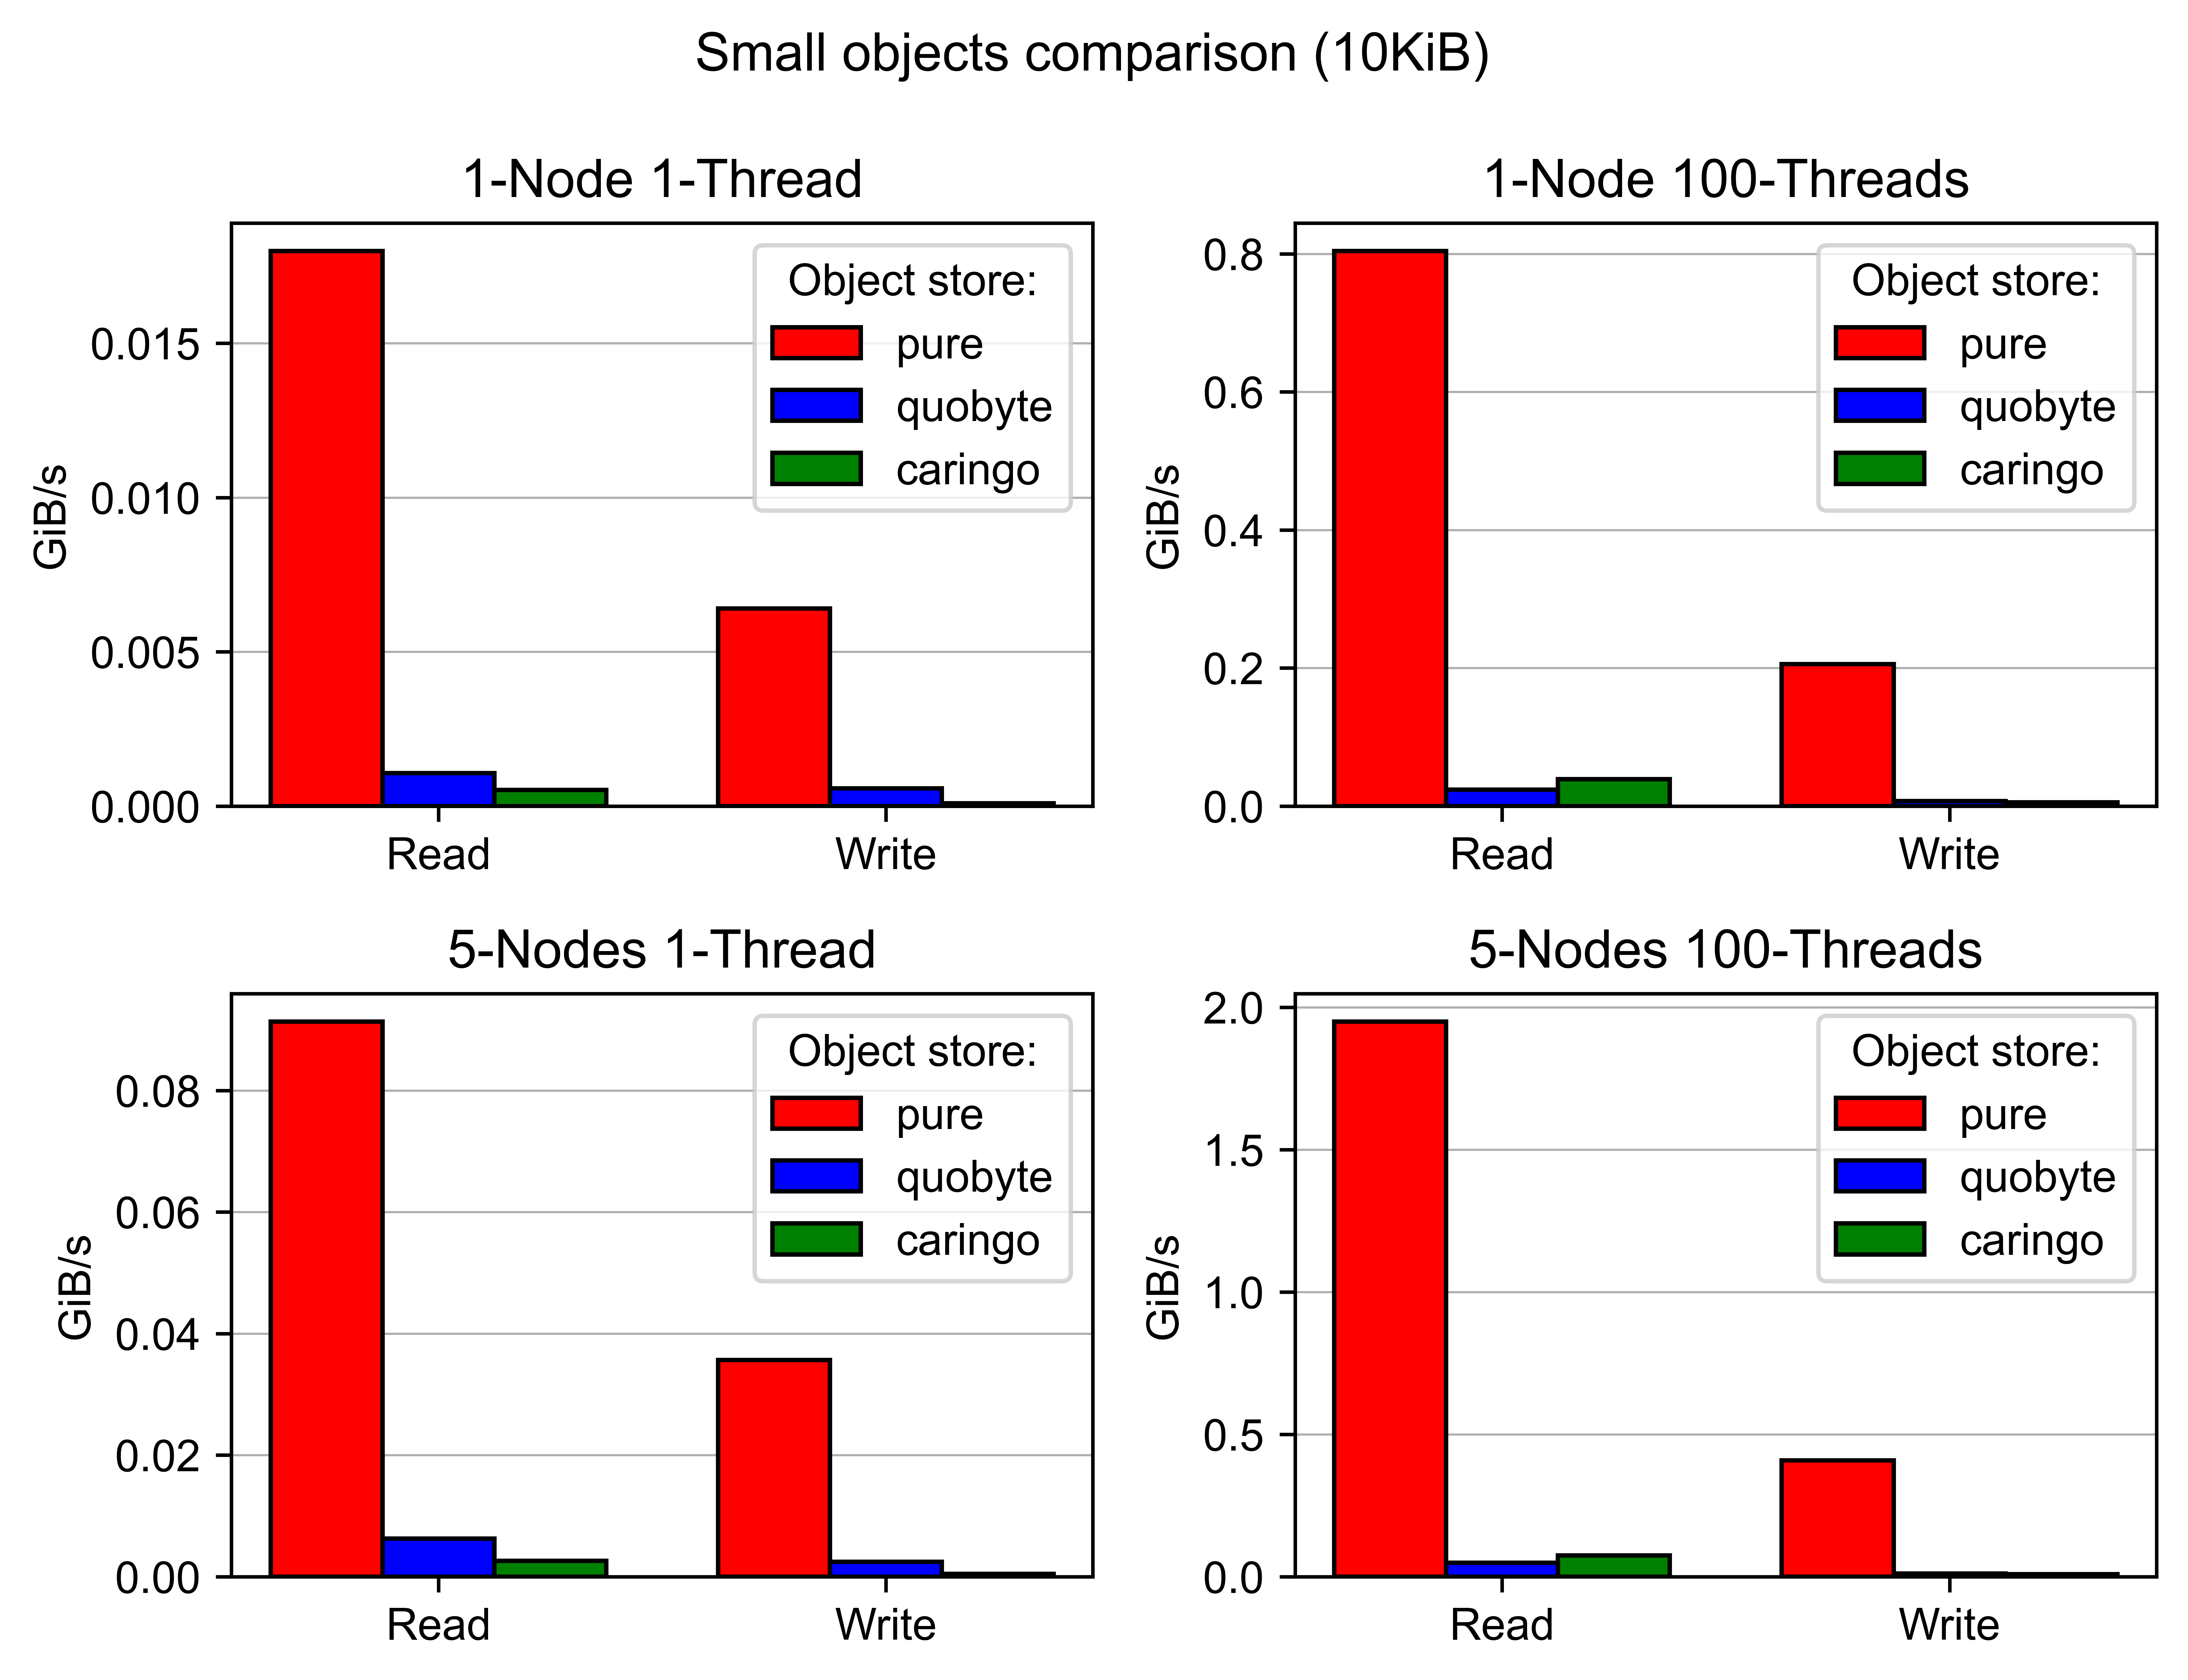 Small objects comparison (10KiB)
1-Node 1-Thread
GiB/s
0.015
0.010
0.005
0.000
Object store:
pure
quobyte
caringo
Read
Write
1-Node 100-Threads
GiB/s
0.8
0.6
0.4
0.2
0.0
Object store:
pure
quobyte
caringo
Read
Write
5-Nodes 1-Thread
GiB/s
0.08
0.06
0.04
0.02
0.00
Object store:
pure
quobyte
caringo
Read
Write
5-Nodes 100-Threads
GiB/s
2.0
1.5
1.0
0.5
0.0
Object store:
pure
quobyte
caringo
Read
Write